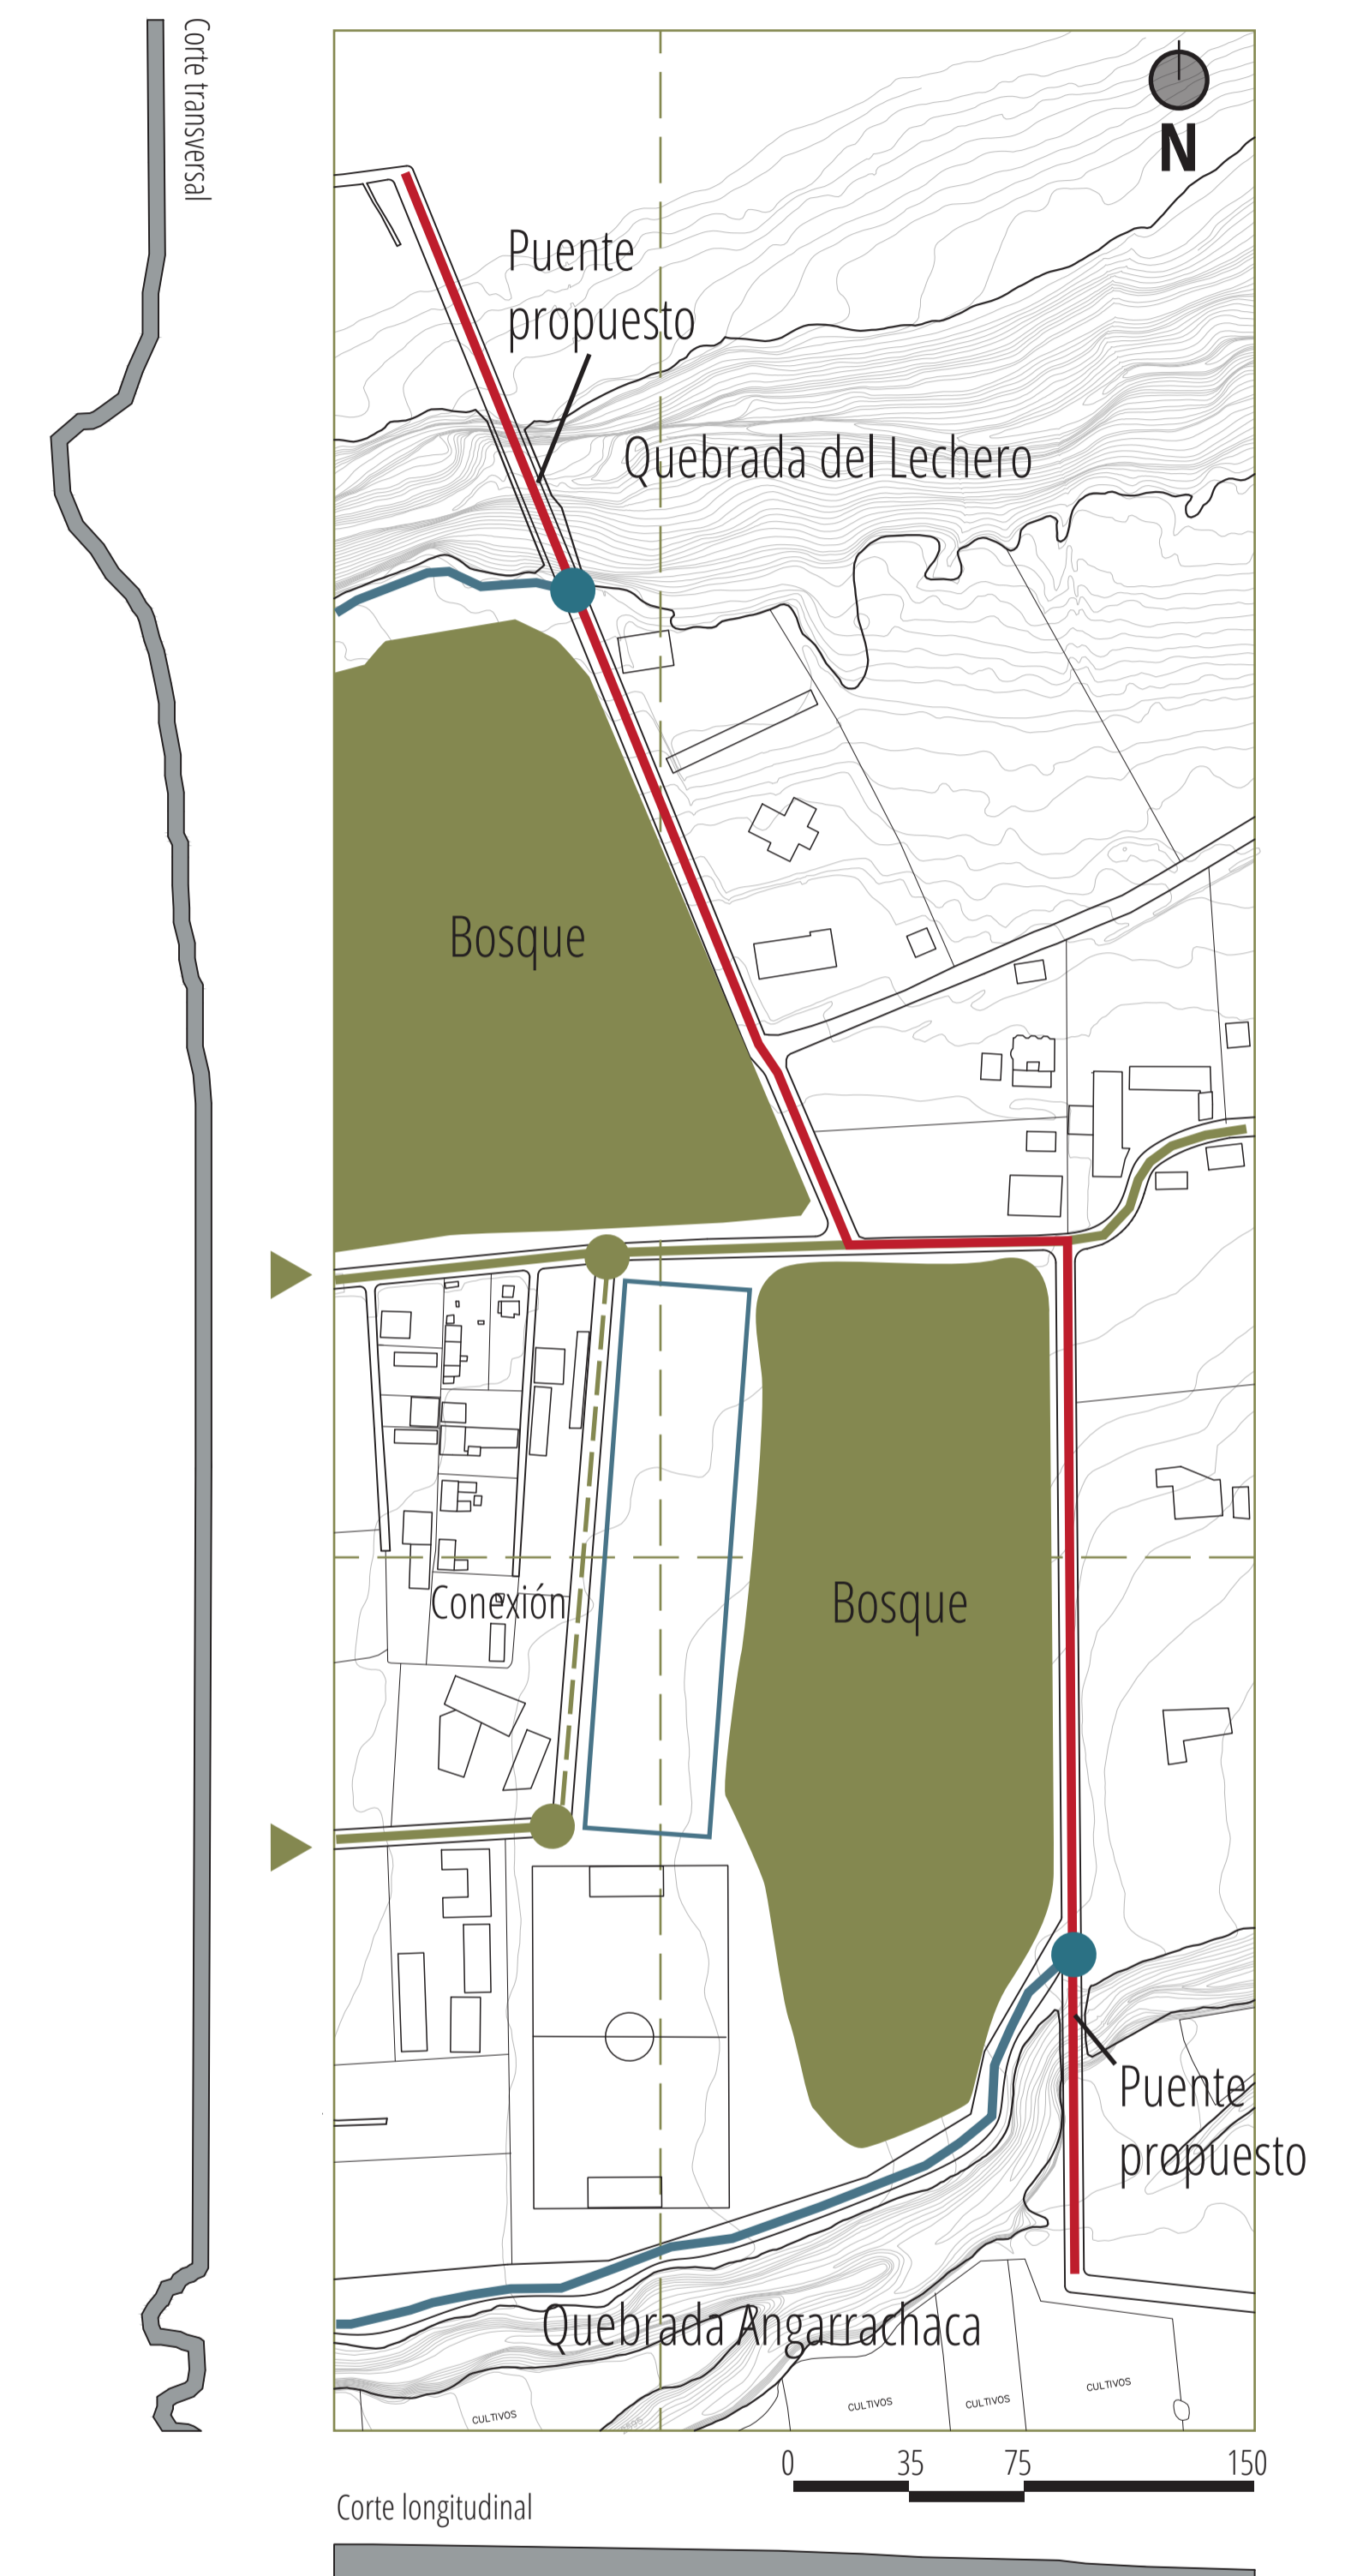 Corte transversal
N
Puente
propuesto
Quebrada del Lechero
Bosque
Conexión
Bosque
Puente
propuesto
Quebrada Angarrachaca
CULTIVOS
CULTIVOS
CULTIVOS
CULTIVOS
0 35 75 150
Corte longitudinal